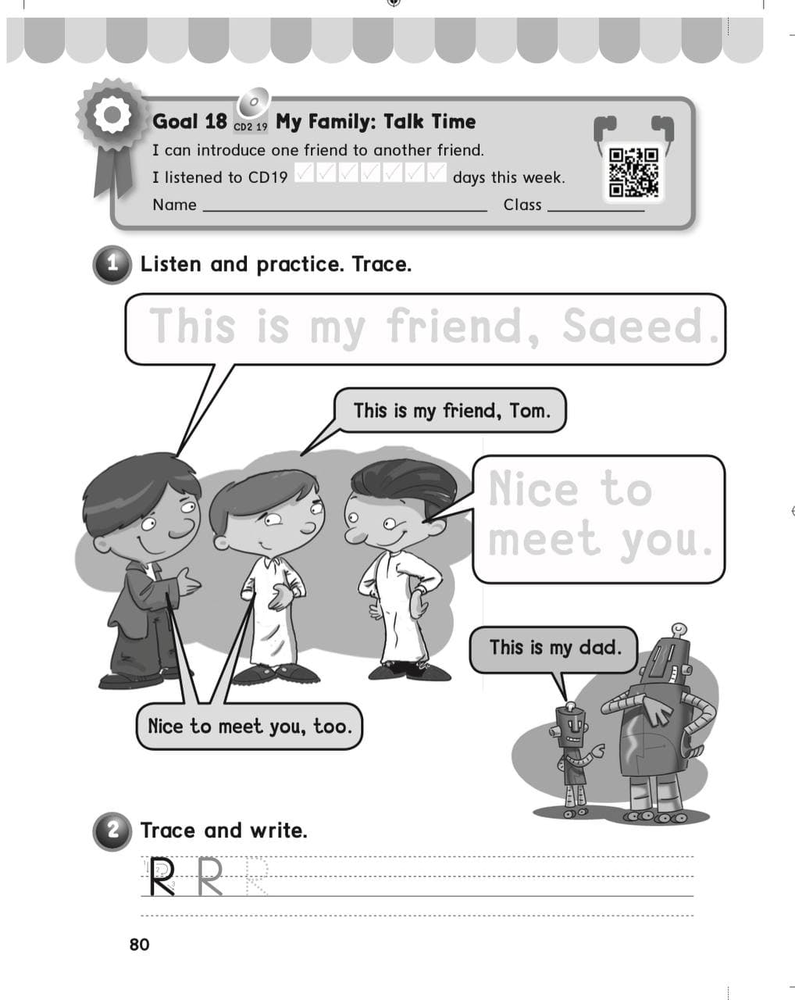 Goal 18 CD2 19 My Family: Talk Time
I can introduce one friend to another friend.
I listened to CD19 ✓ ✓ ✓ ✓ ✓ ✓ ✓ days this week.
Name ______ Class ______
1 Listen and practice. Trace.
This is my friend, Saeed.
This is my friend, Tom.
Nice to
meet you.
This is my dad.
Nice to meet you, too.
2 Trace and write.
R R R
80